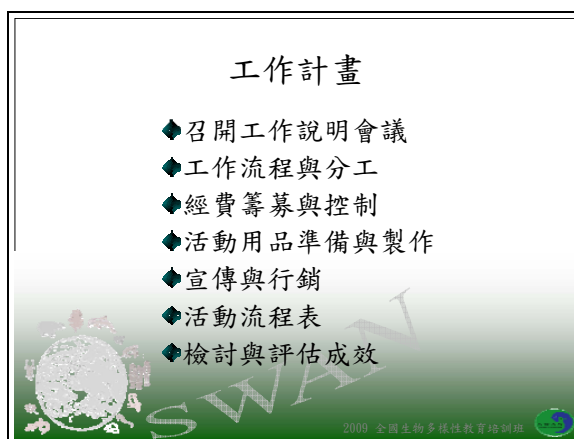 工作計畫
召開工作說明會議
工作流程與分工
經費籌募與控制
活動用品準備與製作
宣傳與行銷
活動流程表
檢討與評估成效
SWAN
2009 全國生物多樣性教育培訓班